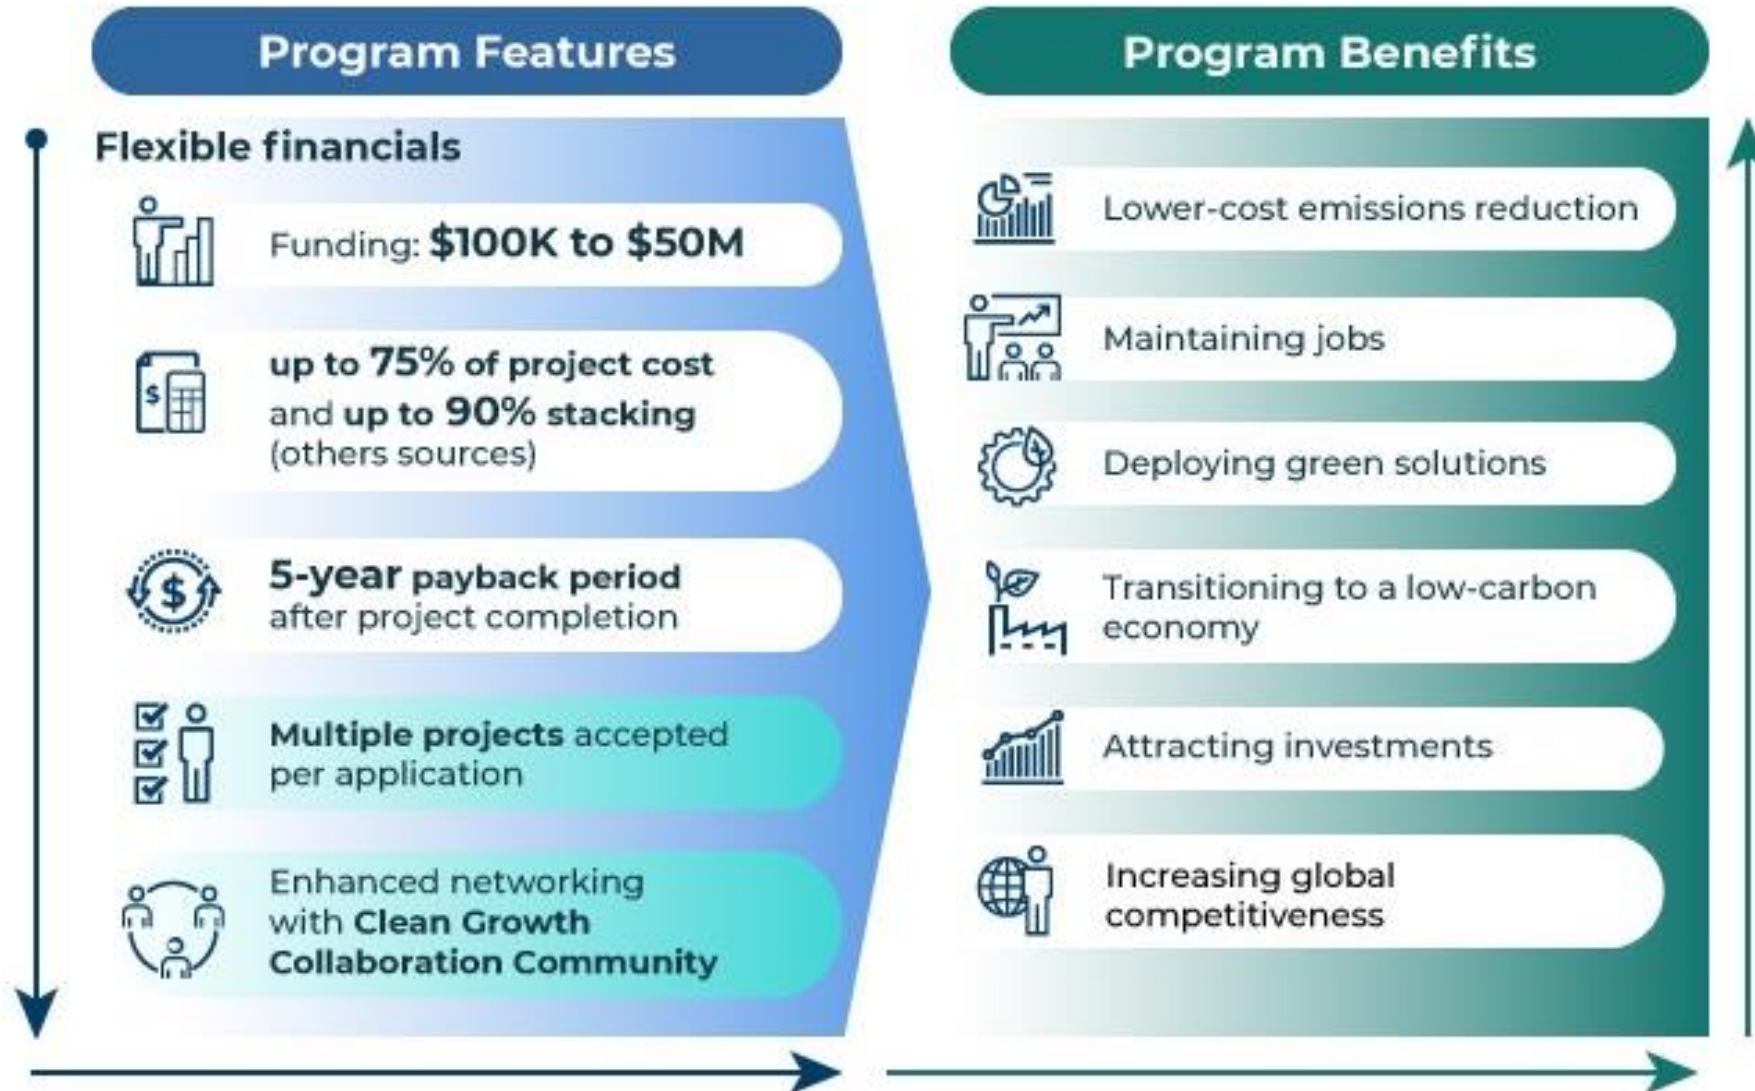 Program Features
Flexible financials
Funding: $100K to $50M
up to 75% of project cost
and up to 90% stacking
(others sources)
5-year payback period
after project completion
Multiple projects accepted
per application
Enhanced networking
with Clean Growth
Collaboration Community
Program Benefits
Lower-cost emissions reduction
Maintaining jobs
Deploying green solutions
Transitioning to a low-carbon
economy
Attracting investments
Increasing global
competitiveness